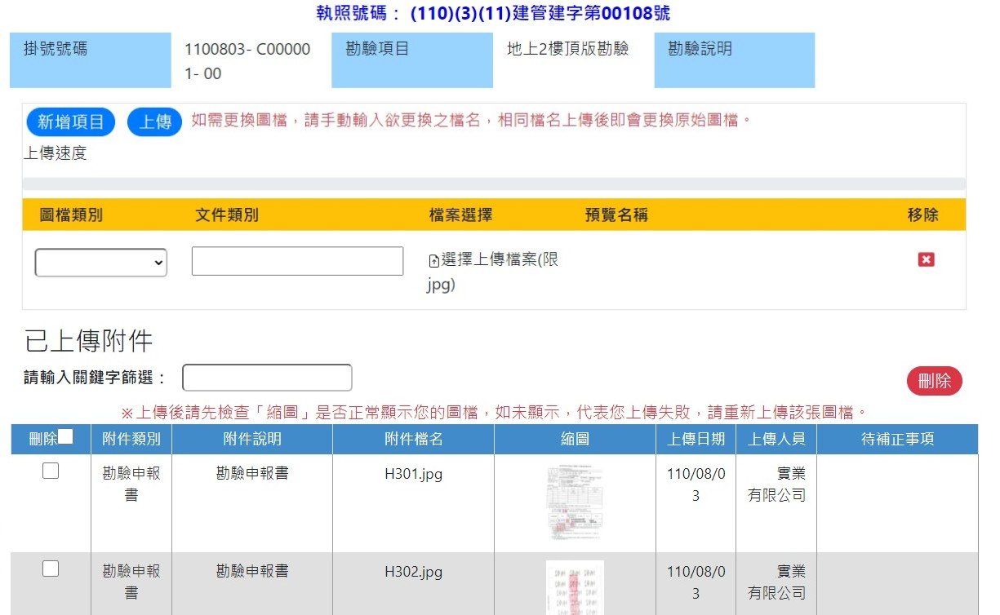 執照號碼： (110)(3)(11)建管建字第00108號
掛號號碼 1100803- C00000 勘驗項目 地上2樓頂版勘驗 勘驗說明
1- 00
新增項目 上傳 如需更換圖檔，請手動輸入欲更換之檔名，相同檔名上傳後即會更換原始圖檔。
上傳速度
圖檔類別 文件類別 檔案選擇 預覽名稱 移除
選擇上傳檔案(限
jpg)
已上傳附件
請輸入關鍵字篩選：
刪除
※上傳後請先檢查「縮圖」是否正常顯示您的圖檔，如未顯示，代表您上傳失敗，請重新上傳該張圖檔。
刪除 附件類別 附件說明 附件檔名 縮圖 上傳日期 上傳人員 待補正事項
勘驗申報 勘驗申報書 H301.jpg 110/08/0 實業
書 3 有限公司
勘驗申報 勘驗申報書 H302.jpg 110/08/0 實業
書 3 有限公司